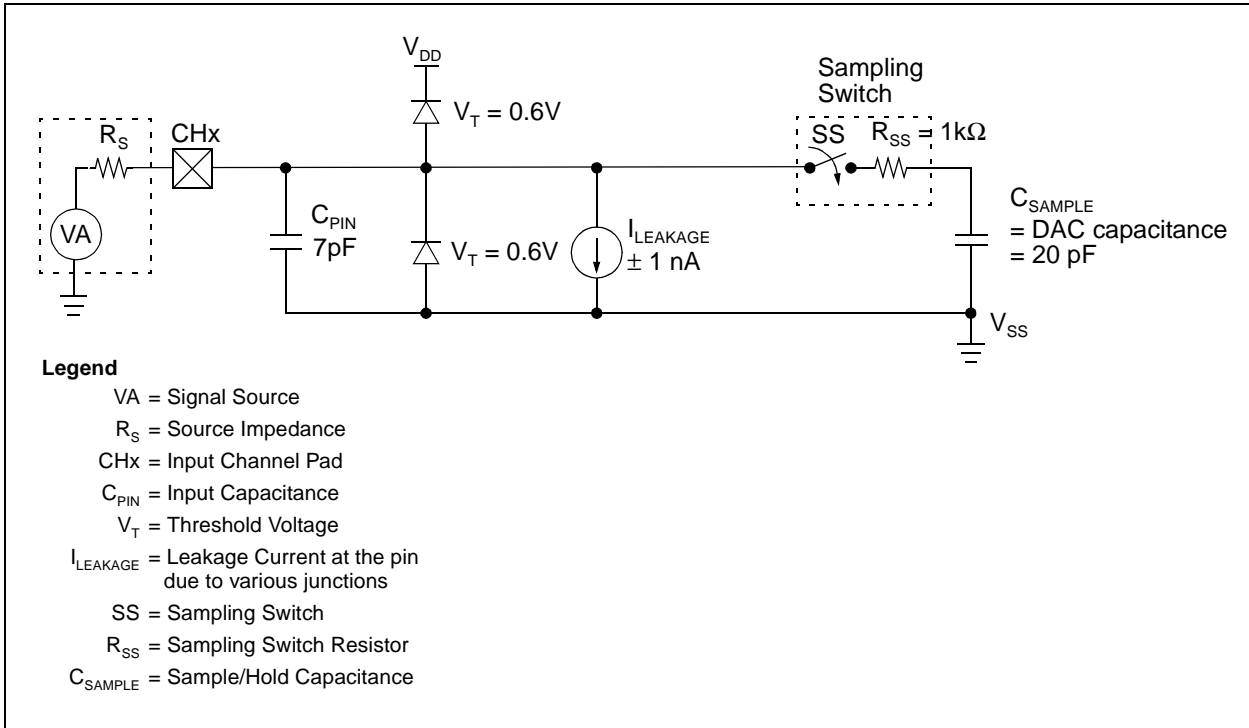 V_DD
Sampling
Switch
V_T = 0.6V
R_S
CHx
SS
R_SS = 1kΩ
VA
C_PIN
7pF
V_T = 0.6V
I_LEAKAGE
± 1 nA
C_SAMPLE
= DAC capacitance
= 20 pF
V_SS
Legend
VA = Signal Source
R_S = Source Impedance
CHx = Input Channel Pad
C_PIN = Input Capacitance
V_T = Threshold Voltage
I_LEAKAGE = Leakage Current at the pin
due to various junctions
SS = Sampling Switch
R_SS = Sampling Switch Resistor
C_SAMPLE = Sample/Hold Capacitance